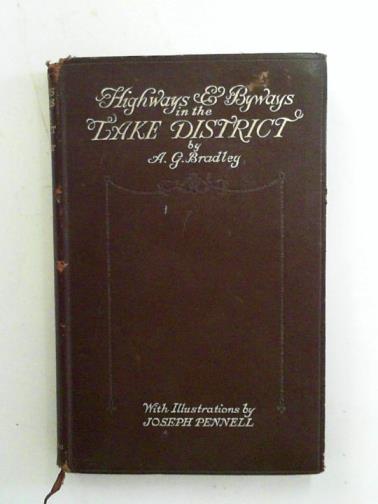 Highways & Byways
in the
LAKE DISTRICT
by
A. G. Bradley
With Illustrations by
JOSEPH PENNELL